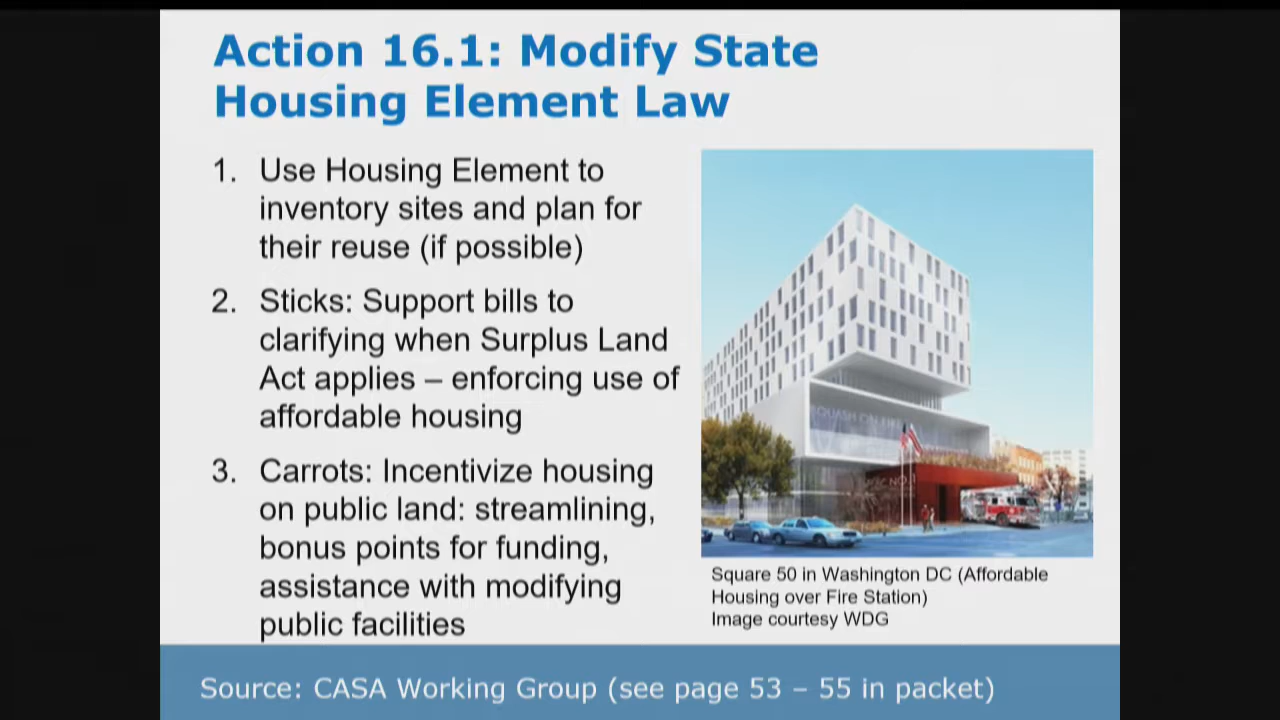 Action 16.1: Modify State
Housing Element Law
1. Use Housing Element to
inventory sites and plan for
their reuse (if possible)
2. Sticks: Support bills to
clarifying when Surplus Land
Act applies – enforcing use of
affordable housing
3. Carrots: Incentivize housing
on public land: streamlining,
bonus points for funding,
assistance with modifying
public facilities
SQUASH ON FIRE
Square 50 in Washington DC (Affordable
Housing over Fire Station)
Image courtesy WDG
Source: CASA Working Group (see page 53 – 55 in packet)